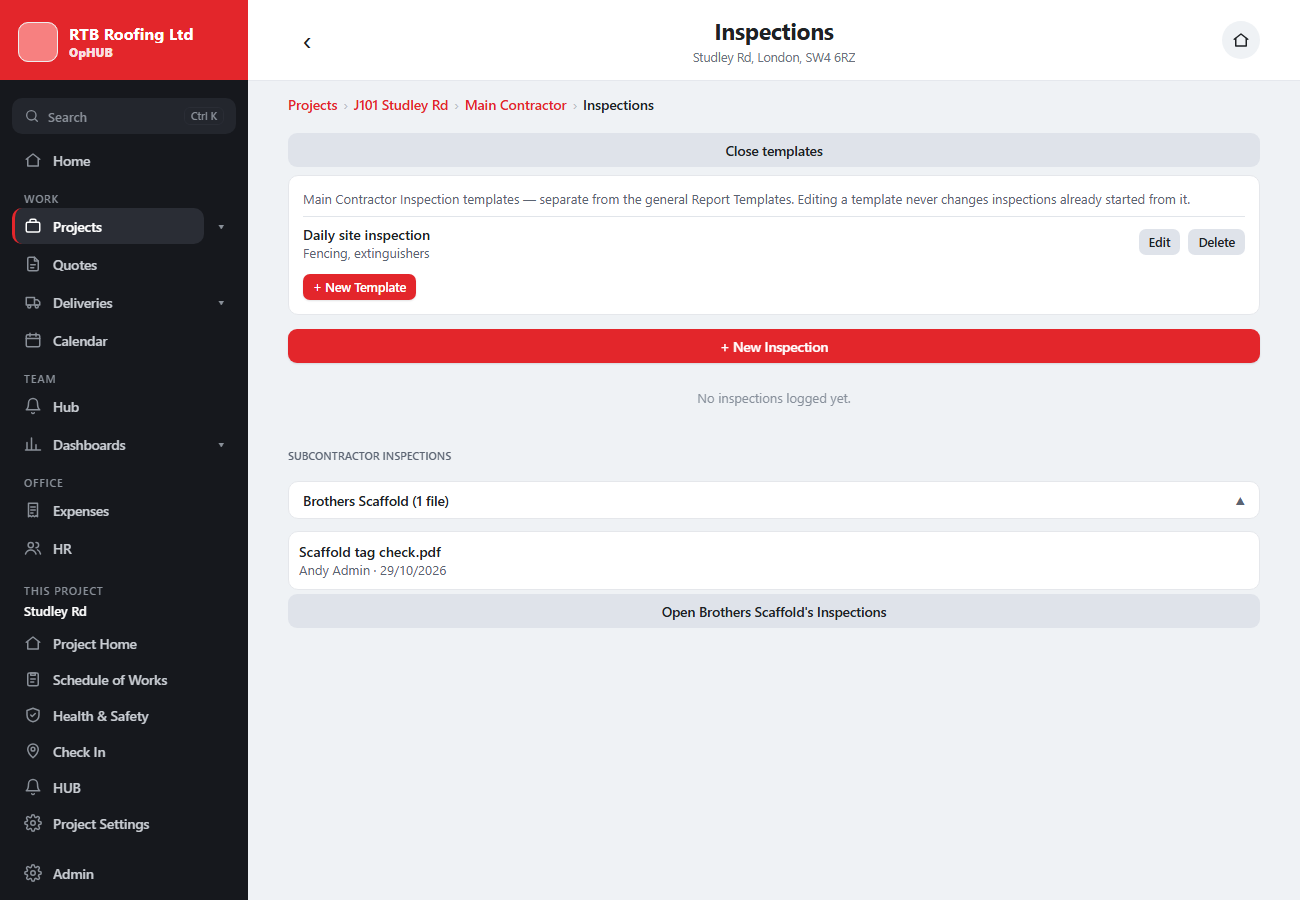 RTB Roofing Ltd
OpHUB
Search
Ctrl K
Home
WORK
Projects
Quotes
Deliveries
Calendar
TEAM
Hub
Dashboards
OFFICE
Expenses
HR
THIS PROJECT
Studley Rd
Project Home
Schedule of Works
Health & Safety
Check In
HUB
Project Settings
Admin
Inspections
Studley Rd, London, SW4 6RZ
Projects › J101 Studley Rd › Main Contractor › Inspections
Close templates
Main Contractor Inspection templates — separate from the general Report Templates. Editing a template never changes inspections already started from it.
Daily site inspection
Fencing, extinguishers
Edit
Delete
+ New Template
+ New Inspection
No inspections logged yet.
SUBCONTRACTOR INSPECTIONS
Brothers Scaffold (1 file)
Scaffold tag check.pdf
Andy Admin · 29/10/2026
Open Brothers Scaffold's Inspections